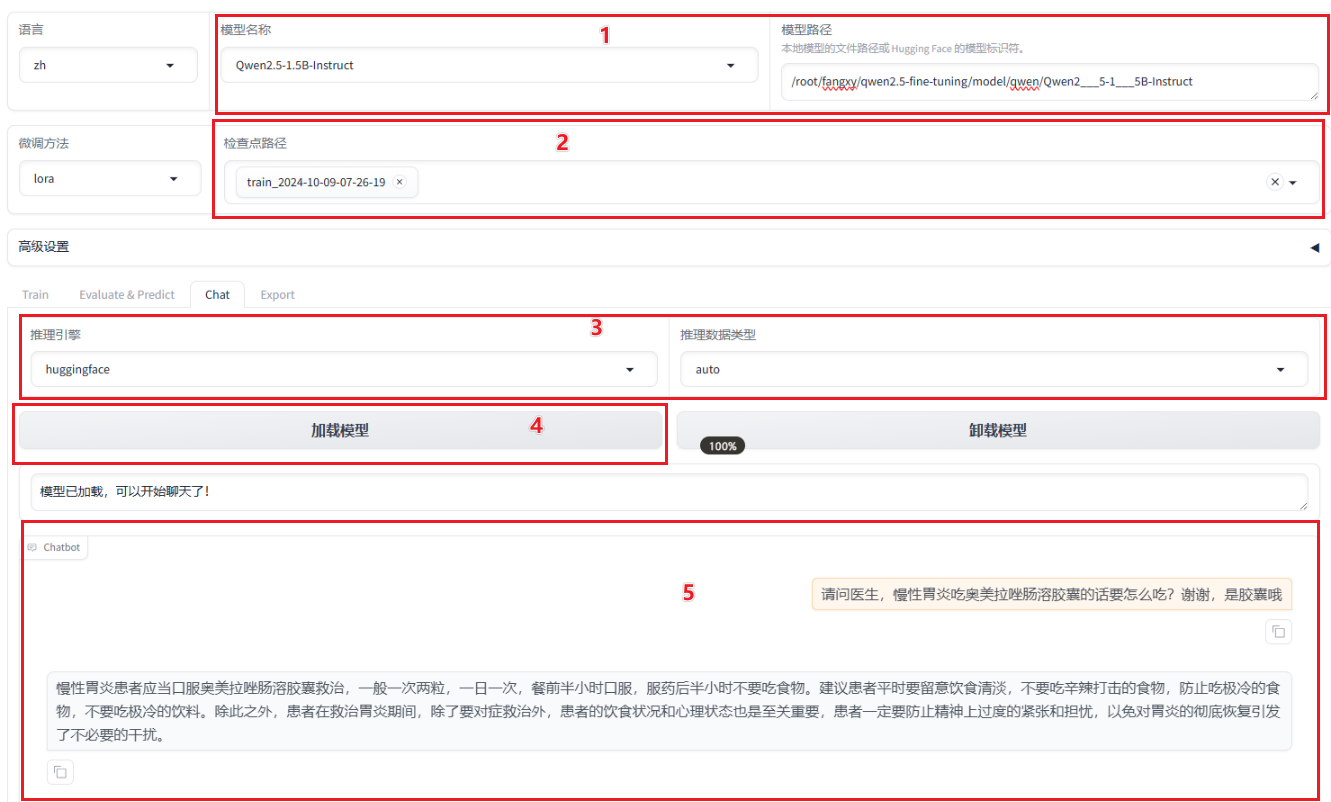 语言
zh
模型名称
1
Qwen2.5-1.5B-Instruct
模型路径
本地模型的文件路径或 Hugging Face 的模型标识符。
/root/fangxy/qwen2.5-fine-tuning/model/qwen/Qwen2___5-1___5B-Instruct
微调方法
lora
检查点路径
2
train_2024-10-09-07-26-19 ×
高级设置
Train Evaluate & Predict Chat Export
推理引擎
3
huggingface
推理数据类型
auto
加载模型
4
卸载模型
100%
模型已加载，可以开始聊天了！
Chatbot
5
请问医生，慢性胃炎吃奥美拉唑肠溶胶囊的话要怎么吃？谢谢，是胶囊哦
慢性胃炎患者应当口服奥美拉唑肠溶胶囊救治，一般一次两粒，一日一次，餐前半小时口服，服药后半小时不要吃食物。建议患者平时要留意饮食清淡，不要吃辛辣打击的食物，防止吃极冷的食
物，不要吃极冷的饮料。除此之外，患者在救治胃炎期间，除了要对症救治外，患者的饮食状况和心理状态也是至关重要，患者一定要防止精神上过度的紧张和担忧，以免对胃炎的彻底恢复引发
了不必要的干扰。